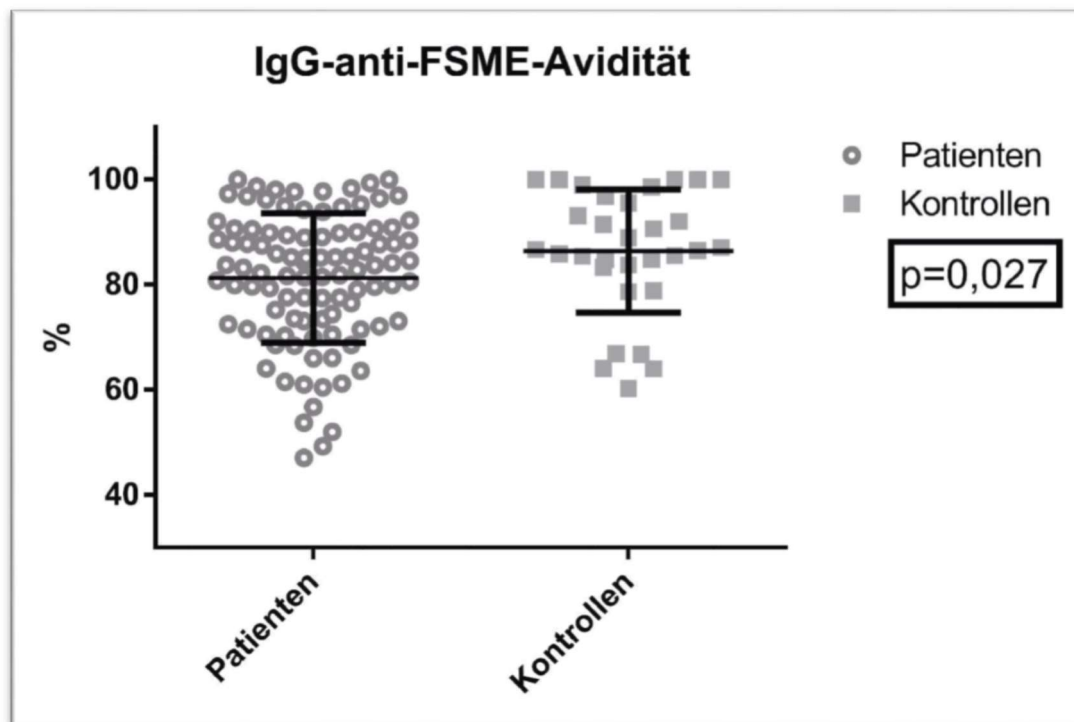 IgG-anti-FSME-Avidität
100
80
60
40
%
Patienten
Kontrollen
Patienten
Kontrollen
p=0,027